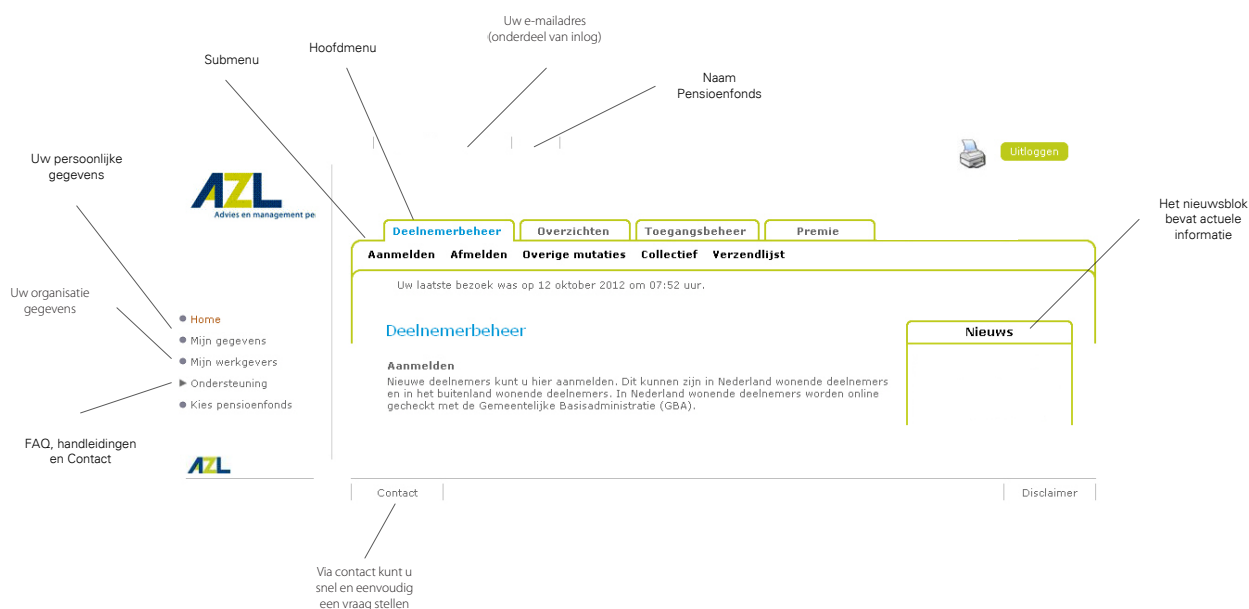 Uw e-mailadres
(onderdeel van inlog)
Hoofdmenu
Submenu
Naam
Pensioenfonds
Uw persoonlijke
gegevens
Uitloggen
AZL
Advies en management pe
Het nieuwsblok
bevat actuele
informatie
Deelnemerbeheer Overzichten Toegangsbeheer Premie
Aanmelden Afmelden Overige mutaties Collectief Verzendlijst
Uw laatste bezoek was op 12 oktober 2012 om 07:52 uur.
Uw organisatie
gegevens
Home
Mijn gegevens
Mijn werkgevers
Ondersteuning
Kies pensioenfonds
Deelnemerbeheer
Nieuws
Aanmelden
Nieuwe deelnemers kunt u hier aanmelden. Dit kunnen zijn in Nederland wonende deelnemers
en in het buitenland wonende deelnemers. In Nederland wonende deelnemers worden online
gecheckt met de Gemeentelijke Basisadministratie (GBA).
FAQ, handleidingen
en Contact
AZL
Contact
Disclaimer
Via contact kunt u
snel en eenvoudig
een vraag stellen